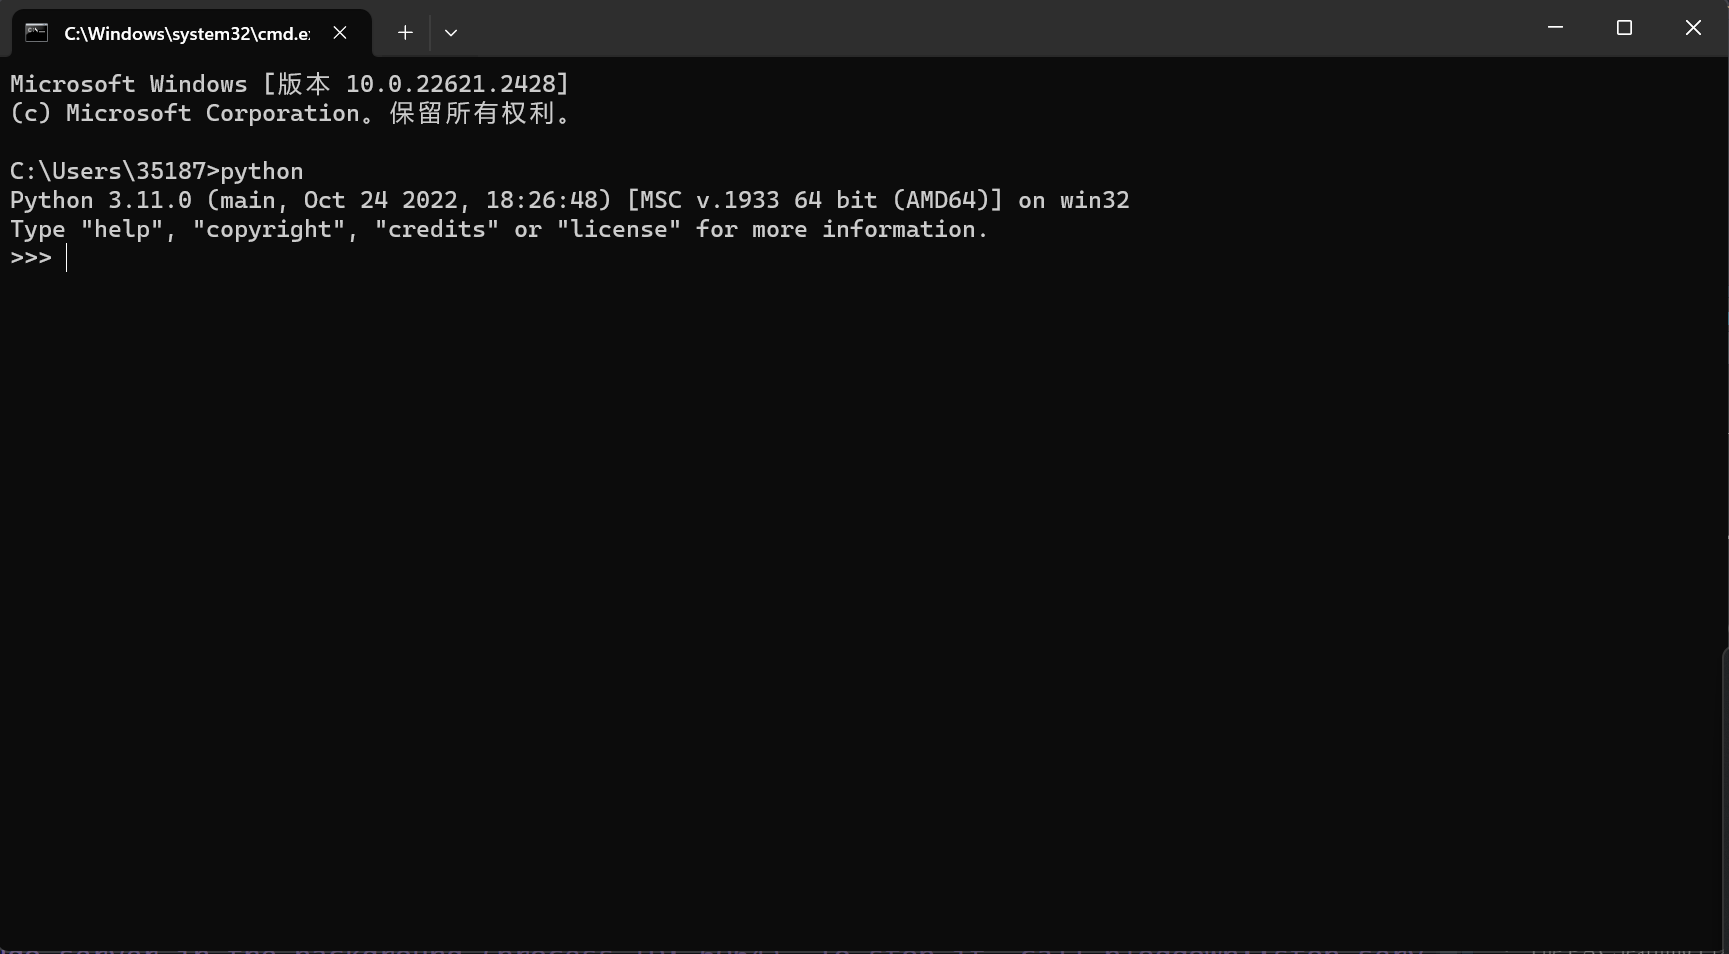 C:\Windows\system32\cmd.e
Microsoft Windows [版本 10.0.22621.2428]
(c) Microsoft Corporation。保留所有权利。
C:\Users\35187>python
Python 3.11.0 (main, Oct 24 2022, 18:26:48) [MSC v.1933 64 bit (AMD64)] on win32
Type "help", "copyright", "credits" or "license" for more information.
>>>